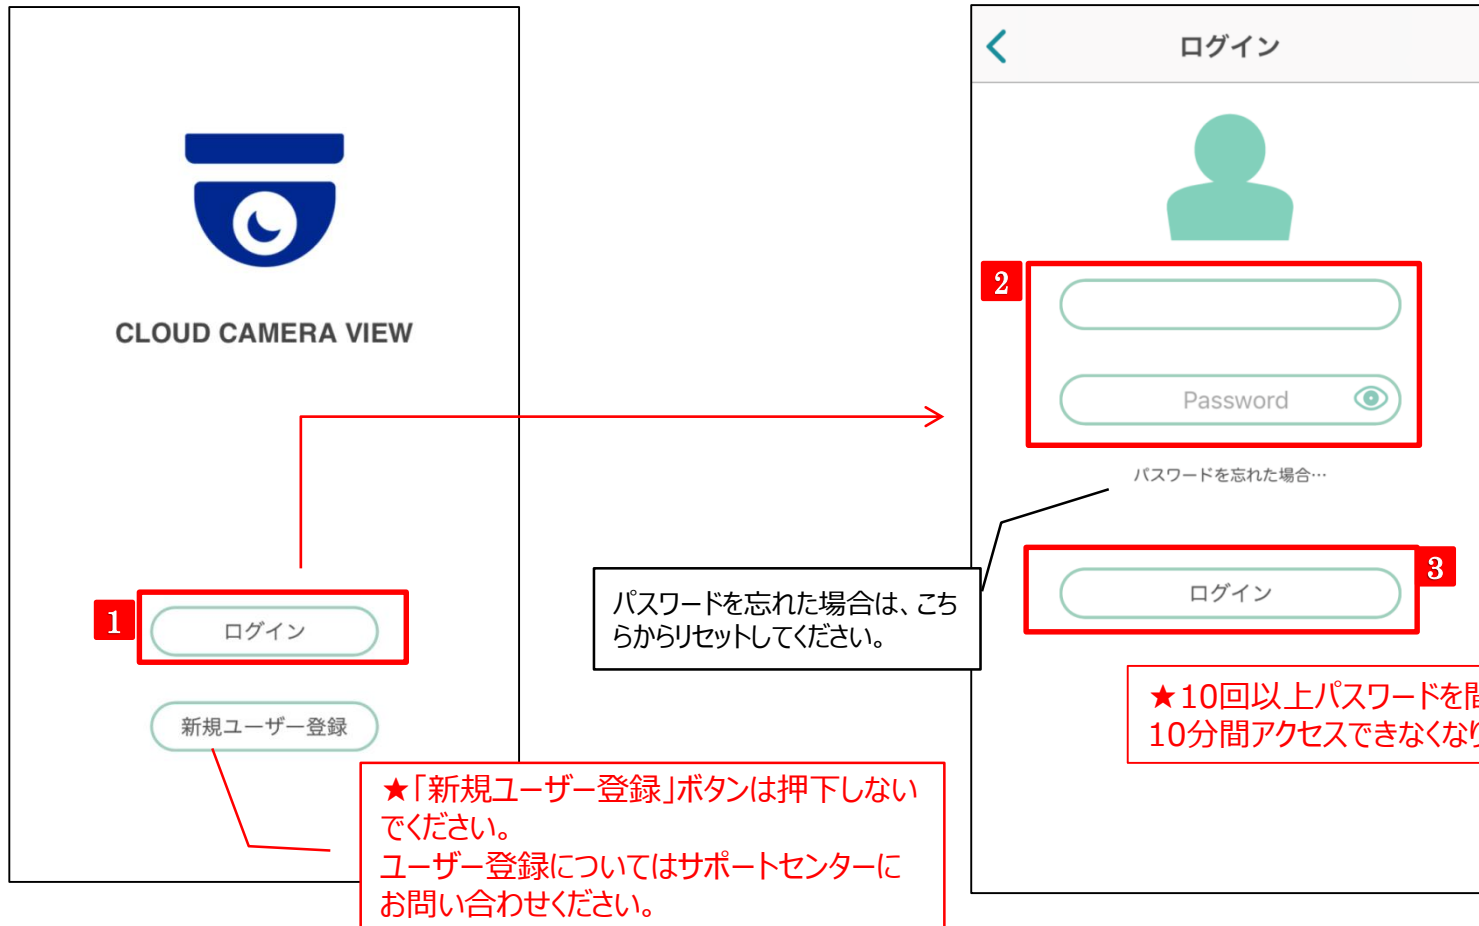 CLOUD CAMERA VIEW
1
ログイン
新規ユーザー登録
★「新規ユーザー登録」ボタンは押下しない
でください。
ユーザー登録についてはサポートセンターに
お問い合わせください。
ログイン
2
Password
パスワードを忘れた場合…
パスワードを忘れた場合は、こち
らからリセットしてください。
3
ログイン
★10回以上パスワードを間
10分間アクセスできなくなり